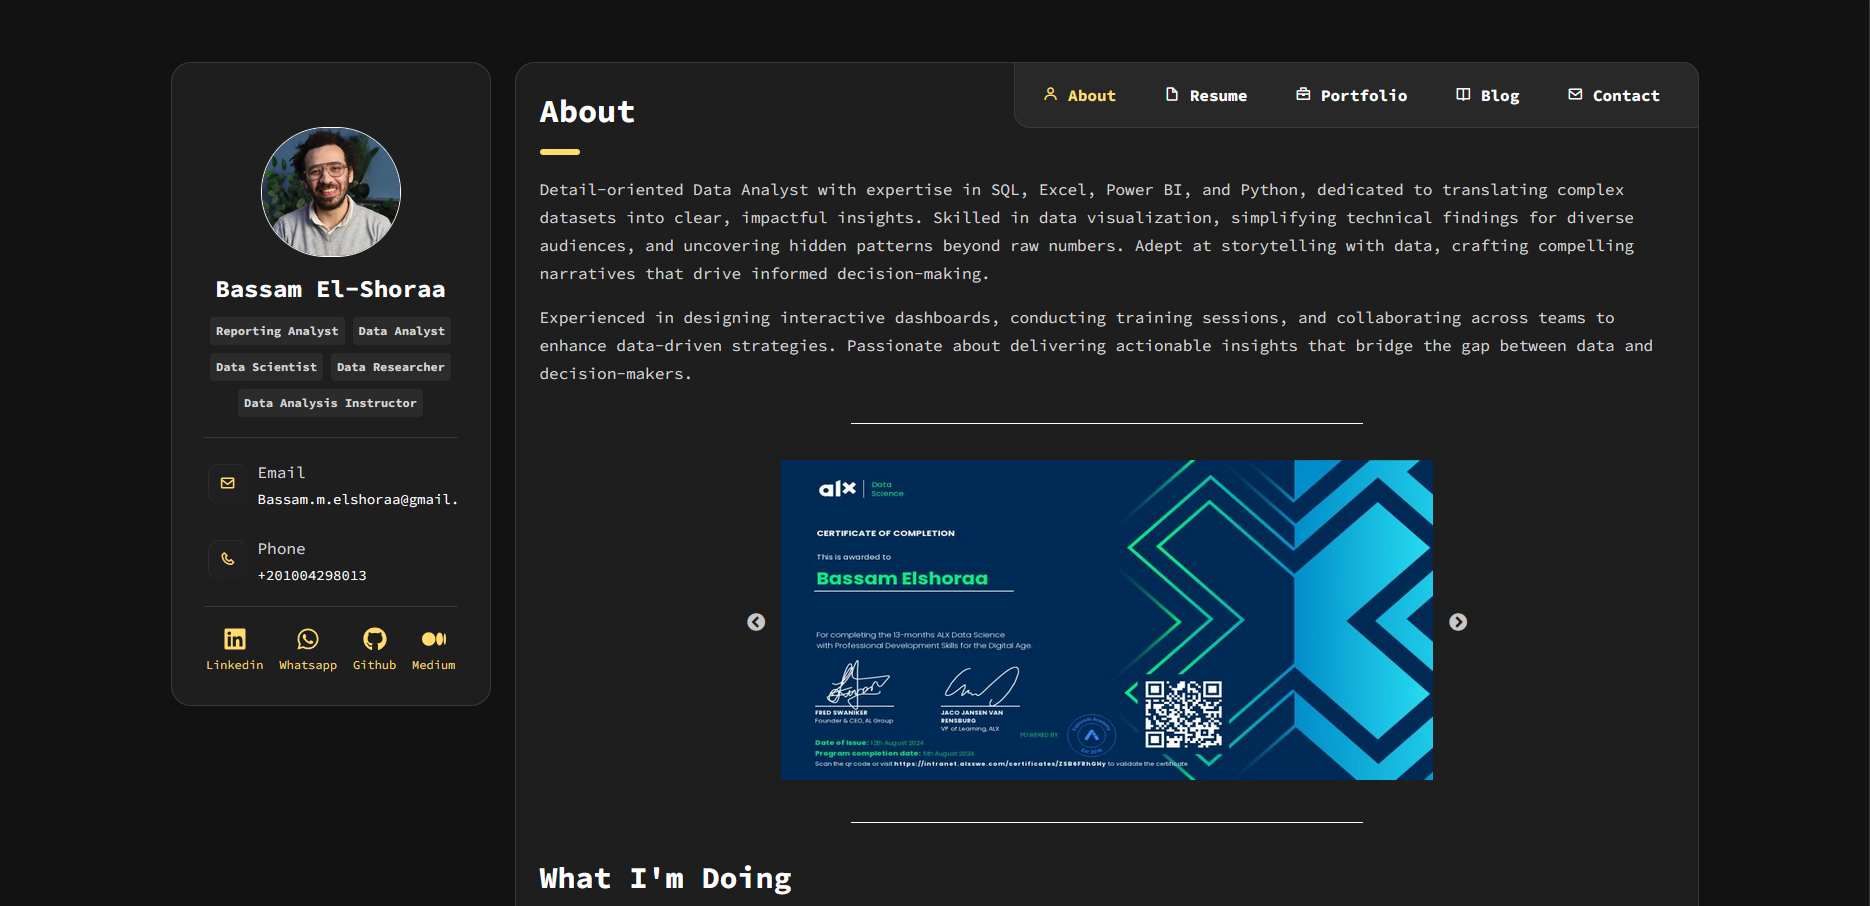 Bassam El-Shoraa
Reporting Analyst Data Analyst
Data Scientist Data Researcher
Data Analysis Instructor
Email
Bassam.m.elshoraa@gmail.
Phone
+201004298013
Linkedin Whatsapp Github Medium
About Resume Portfolio Blog Contact
About
Detail-oriented Data Analyst with expertise in SQL, Excel, Power BI, and Python, dedicated to translating complex
datasets into clear, impactful insights. Skilled in data visualization, simplifying technical findings for diverse
audiences, and uncovering hidden patterns beyond raw numbers. Adept at storytelling with data, crafting compelling
narratives that drive informed decision-making.
Experienced in designing interactive dashboards, conducting training sessions, and collaborating across teams to
enhance data-driven strategies. Passionate about delivering actionable insights that bridge the gap between data and
decision-makers.
alx Data
Science
CERTIFICATE OF COMPLETION
This is awarded to
Bassam Elshoraa
For completing the 13-months ALX Data Science
with Professional Development Skills for the Digital Age.
FRED SWANIKER
Founder & CEO, AL Group
JACO JANSEN VAN
RENSBURG
VP of Learning, ALX
POWERED BY
Date of Issue: 12th August 2024
Program completion date: 5th August 2024
Scan the qr code or visit https://intranet.alxswe.com/certificates/ZSB6FRhGHy to validate the certificate
What I'm Doing